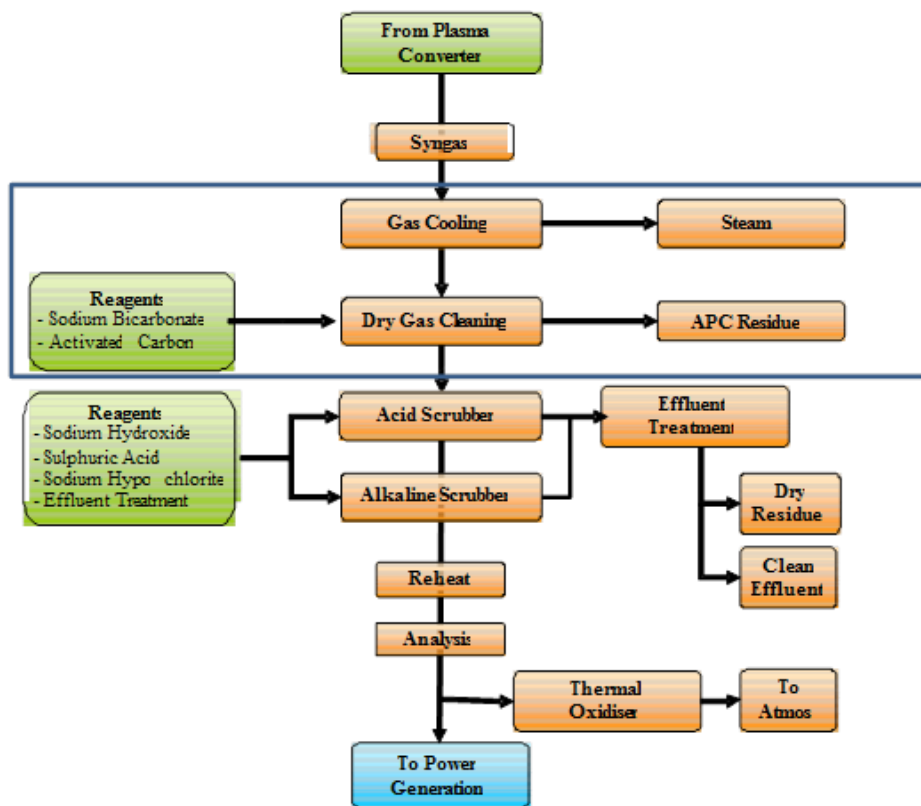 From Plasma
Converter
Syngas
Gas Cooling
Steam
Reagents
- Sodium Bicarbonate
- Activated Carbon
Dry Gas Cleaning
APC Residue
Reagents
- Sodium Hydroxide
- Sulphuric Acid
- Sodium Hypo chlorite
- Effluent Treatment
Acid Scrubber
Alkaline Scrubber
Effluent
Treatment
Dry
Residue
Clean
Effluent
Reheat
Analysis
Thermal
Oxidiser
To
Atmos
To Power
Generation